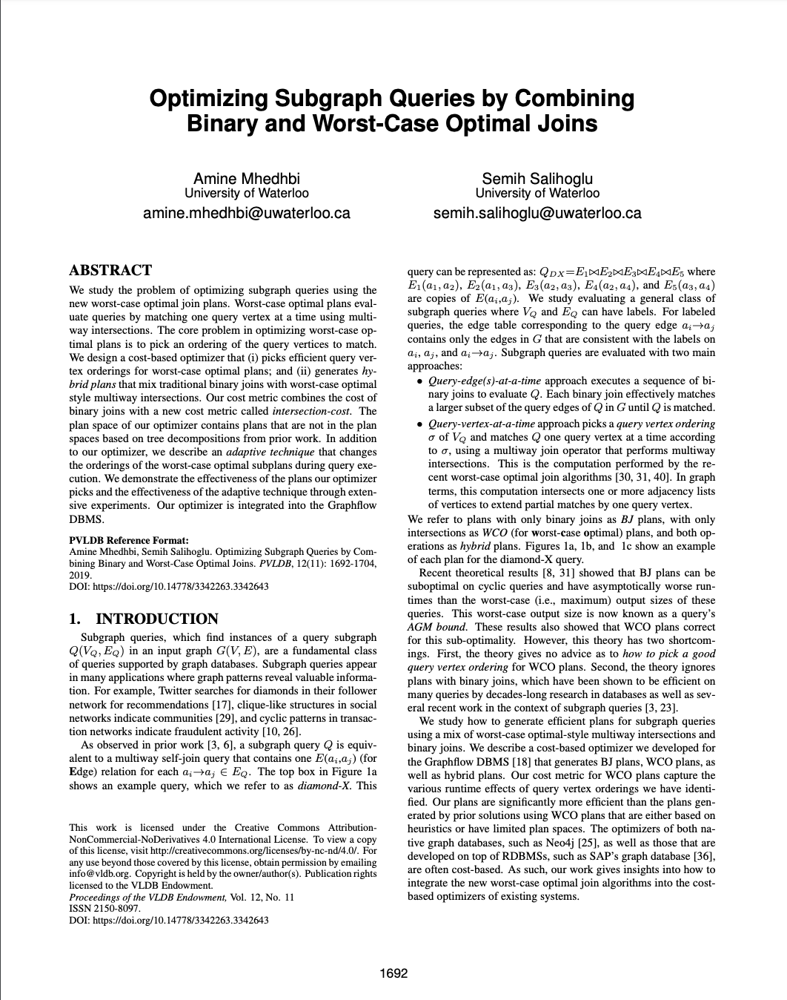 Optimizing Subgraph Queries by Combining
Binary and Worst-Case Optimal Joins
Amine Mhedhbi
University of Waterloo
amine.mhedhbi@uwaterloo.ca
Semih Salihoglu
University of Waterloo
semih.salihoglu@uwaterloo.ca
ABSTRACT
We study the problem of optimizing subgraph queries using the
new worst-case optimal join plans. Worst-case optimal plans eval-
uate queries by matching one query vertex at a time using multi-
way intersections. The core problem in optimizing worst-case op-
timal plans is to pick an ordering of the query vertices to match.
We design a cost-based optimizer that (i) picks efficient query ver-
tex orderings for worst-case optimal plans; and (ii) generates hy-
brid plans that mix traditional binary joins with worst-case optimal
style multiway intersections. Our cost metric combines the cost of
binary joins with a new cost metric called intersection-cost. The
plan space of our optimizer contains plans that are not in the plan
spaces based on tree decompositions from prior work. In addition
to our optimizer, we describe an adaptive technique that changes
the orderings of the worst-case optimal subplans during query exe-
cution. We demonstrate the effectiveness of the plans our optimizer
picks and the effectiveness of the adaptive technique through exten-
sive experiments. Our optimizer is integrated into the Graphflow
DBMS.
PVLDB Reference Format:
Amine Mhedhbi, Semih Salihoglu. Optimizing Subgraph Queries by Com-
bining Binary and Worst-Case Optimal Joins. PVLDB, 12(11): 1692-1704,
2019.
DOI: https://doi.org/10.14778/3342263.3342643
1. INTRODUCTION
Subgraph queries, which find instances of a query subgraph
Q(V_Q, E_Q) in an input graph G(V, E), are a fundamental class
of queries supported by graph databases. Subgraph queries appear
in many applications where graph patterns reveal valuable informa-
tion. For example, Twitter searches for diamonds in their follower
network for recommendations [17], clique-like structures in social
networks indicate communities [29], and cyclic patterns in transac-
tion networks indicate fraudulent activity [10, 26].
As observed in prior work [3, 6], a subgraph query Q is equiv-
alent to a multiway self-join query that contains one E(a_i,a_j) (for
Edge) relation for each a_i→a_j ∈ E_Q. The top box in Figure 1a
shows an example query, which we refer to as diamond-X. This
This work is licensed under the Creative Commons Attribution-
NonCommercial-NoDerivatives 4.0 International License. To view a copy
of this license, visit http://creativecommons.org/licenses/by-nc-nd/4.0/. For
any use beyond those covered by this license, obtain permission by emailing
info@vldb.org. Copyright is held by the owner/author(s). Publication rights
licensed to the VLDB Endowment.
Proceedings of the VLDB Endowment, Vol. 12, No. 11
ISSN 2150-8097.
DOI: https://doi.org/10.14778/3342263.3342643
query can be represented as: Q_DX=E_1⋈E_2⋈E_3⋈E_4⋈E_5 where
E_1(a_1, a_2), E_2(a_1, a_3), E_3(a_2, a_3), E_4(a_2, a_4), and E_5(a_3, a_4)
are copies of E(a_i,a_j). We study evaluating a general class of
subgraph queries where V_Q and E_Q can have labels. For labeled
queries, the edge table corresponding to the query edge a_i→a_j
contains only the edges in G that are consistent with the labels on
a_i, a_j, and a_i→a_j. Subgraph queries are evaluated with two main
approaches:
• Query-edge(s)-at-a-time approach executes a sequence of bi-
nary joins to evaluate Q. Each binary join effectively matches
a larger subset of the query edges of Q in G until Q is matched.
• Query-vertex-at-a-time approach picks a query vertex ordering
σ of V_Q and matches Q one query vertex at a time according
to σ, using a multiway join operator that performs multiway
intersections. This is the computation performed by the re-
cent worst-case optimal join algorithms [30, 31, 40]. In graph
terms, this computation intersects one or more adjacency lists
of vertices to extend partial matches by one query vertex.
We refer to plans with only binary joins as BJ plans, with only
intersections as WCO (for worst-case optimal) plans, and both op-
erations as hybrid plans. Figures 1a, 1b, and 1c show an example
of each plan for the diamond-X query.
Recent theoretical results [8, 31] showed that BJ plans can be
suboptimal on cyclic queries and have asymptotically worse run-
times than the worst-case (i.e., maximum) output sizes of these
queries. This worst-case output size is now known as a query's
AGM bound. These results also showed that WCO plans correct
for this sub-optimality. However, this theory has two shortcom-
ings. First, the theory gives no advice as to how to pick a good
query vertex ordering for WCO plans. Second, the theory ignores
plans with binary joins, which have been shown to be efficient on
many queries by decades-long research in databases as well as sev-
eral recent work in the context of subgraph queries [3, 23].
We study how to generate efficient plans for subgraph queries
using a mix of worst-case optimal-style multiway intersections and
binary joins. We describe a cost-based optimizer we developed for
the Graphflow DBMS [18] that generates BJ plans, WCO plans, as
well as hybrid plans. Our cost metric for WCO plans capture the
various runtime effects of query vertex orderings we have identi-
fied. Our plans are significantly more efficient than the plans gen-
erated by prior solutions using WCO plans that are either based on
heuristics or have limited plan spaces. The optimizers of both na-
tive graph databases, such as Neo4j [25], as well as those that are
developed on top of RDBMSs, such as SAP's graph database [36],
are often cost-based. As such, our work gives insights into how to
integrate the new worst-case optimal join algorithms into the cost-
based optimizers of existing systems.
1692